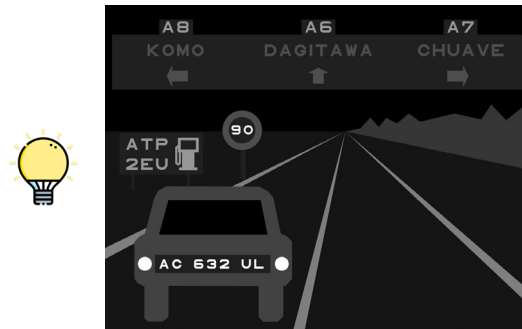 A8 A6 A7
KOMO DAGITAWA CHUAVE
90
ATP
2EU
AC 632 UL